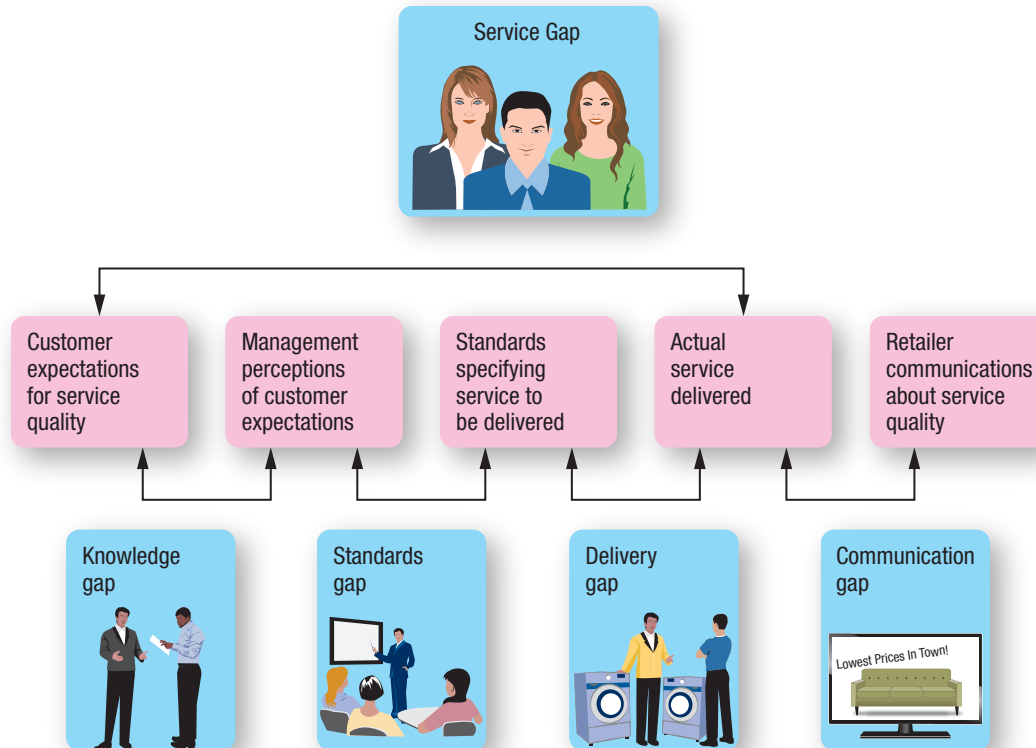 Service Gap
Customer
expectations
for service
quality
Management
perceptions
of customer
expectations
Standards
specifying
service to
be delivered
Actual
service
delivered
Retailer
communications
about service
quality
Knowledge
gap
Standards
gap
Delivery
gap
Communication
gap
Lowest Prices In Town!